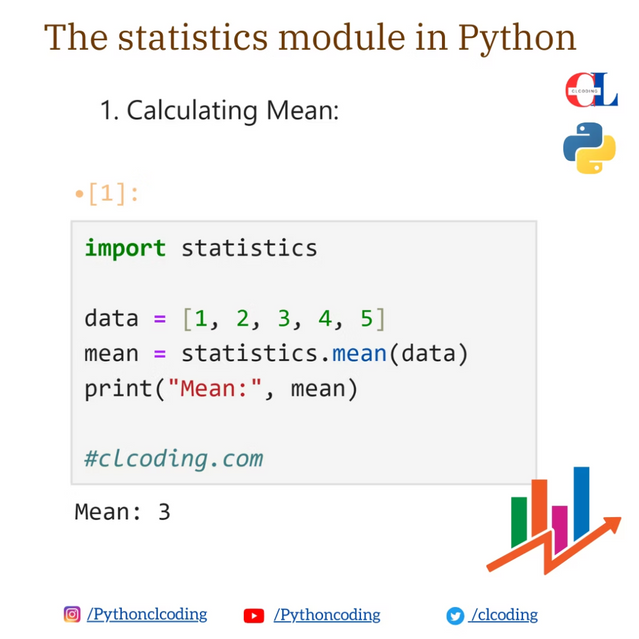 The statistics module in Python
CLCODING
1. Calculating Mean:
•[1]:
import statistics
data = [1, 2, 3, 4, 5]
mean = statistics.mean(data)
print("Mean:", mean)
#clcoding.com
Mean: 3
/Pythonclcoding /Pythoncoding /clcoding